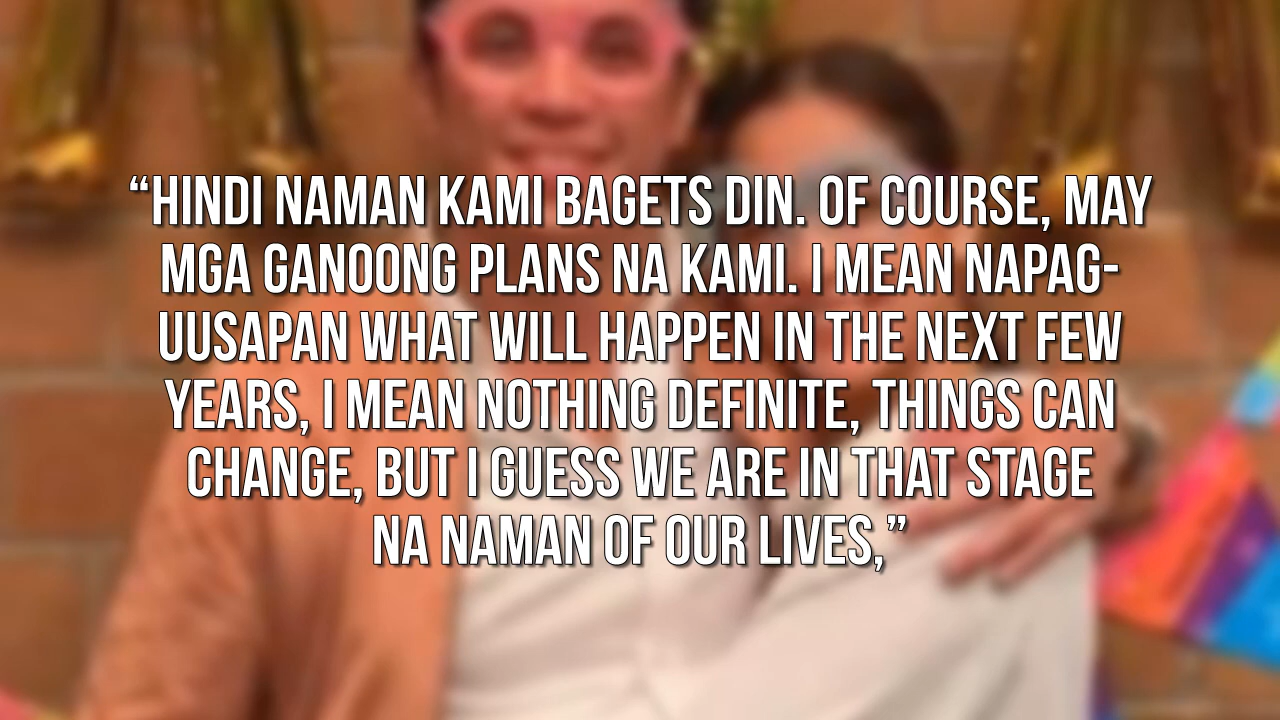 “HINDI NAMAN KAMI BAGETS DIN. OF COURSE, MAY
MGA GANOONG PLANS NA KAMI. I MEAN NAPAG-
UUSAPAN WHAT WILL HAPPEN IN THE NEXT FEW
YEARS, I MEAN NOTHING DEFINITE, THINGS CAN
CHANGE, BUT I GUESS WE ARE IN THAT STAGE
NA NAMAN OF OUR LIVES,”